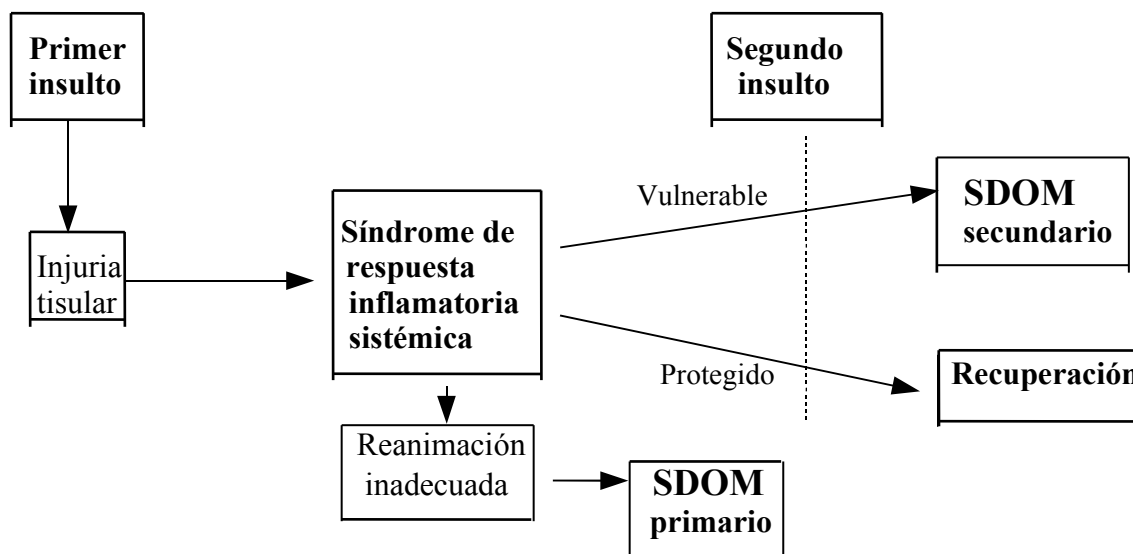 Primer
insulto
Segundo
insulto
Vulnerable
SDOM
secundario
Síndrome de
respuesta
inflamatoria
sistémica
Injuria
tisular
Protegido
Recuperación
Reanimación
inadecuada
SDOM
primario